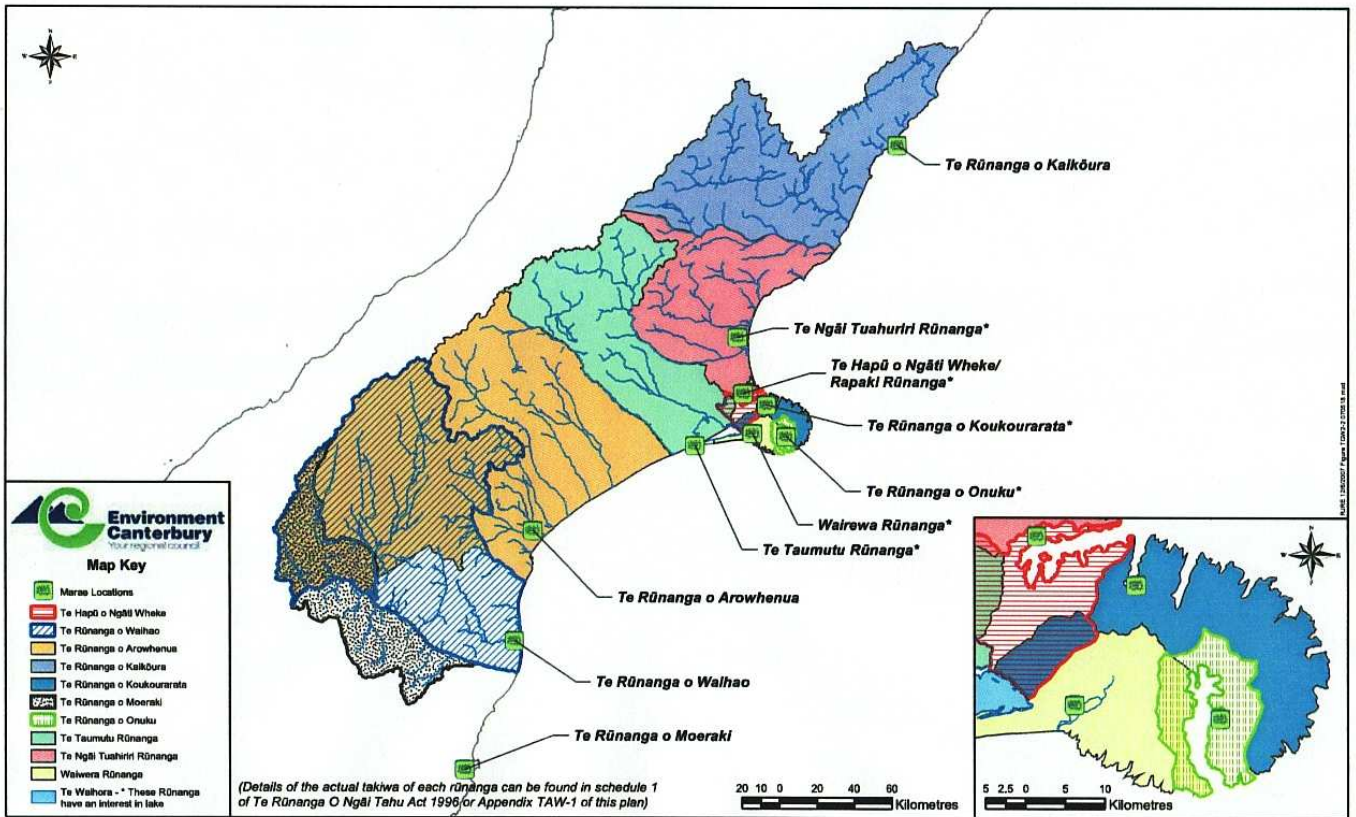 N
W
E
S
Te Rūnanga o Kaikōura
Te Ngāi Tuahuriri Rūnanga*
Te Hapū o Ngāti Wheke/
Rapaki Rūnanga*
Te Rūnanga o Koukourarata*
Te Rūnanga o Onuku*
Wairewa Rūnanga*
Te Taumutu Rūnanga*
Te Rūnanga o Arowhenua
Te Rūnanga o Waihao
Te Rūnanga o Moeraki
Environment
Canterbury
Your regional council
Map Key
Marae Locations
Te Hapū o Ngāti Wheke
Te Rūnanga o Waihao
Te Rūnanga o Arowhenua
Te Rūnanga o Kaikōura
Te Rūnanga o Koukourarata
Te Rūnanga o Moeraki
Te Rūnanga o Onuku
Te Taumutu Rūnanga
Te Ngāi Tuahiriri Rūnanga
Waiwera Rūnanga
Te Waihora - * These Rūnanga
have an interest in lake
(Details of the actual takiwa of each rūnanga can be found in schedule 1
of Te Rūnanga O Ngāi Tahu Act 1996 or Appendix TAW-1 of this plan)
20 10 0 20 40 60
Kilometres
5 2.5 0 5 10
Kilometres